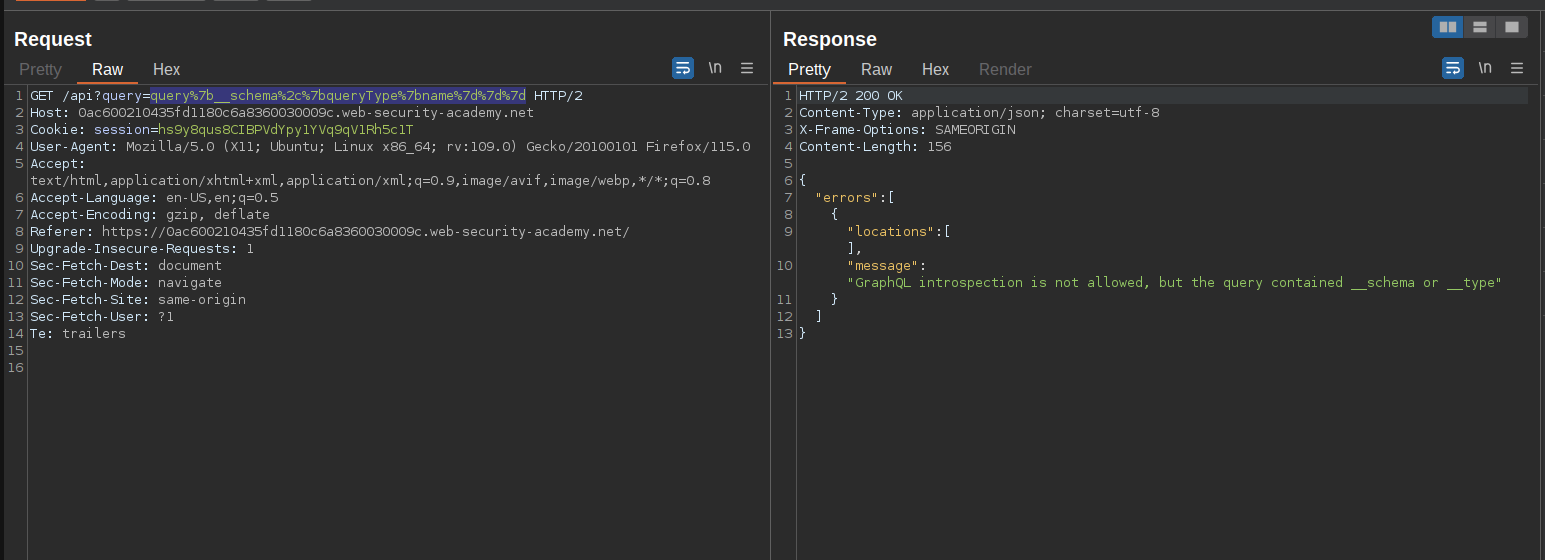 Request
Pretty Raw Hex \n
1 GET /api?query=query%7b__schema%2c%7bqueryType%7bname%7d%7d%7d HTTP/2
2 Host: 0ac600210435fd1180c6a8360030009c.web-security-academy.net
3 Cookie: session=hs9y8qus8CIBPVdYpy1YVq9qV1Rh5c1T
4 User-Agent: Mozilla/5.0 (X11; Ubuntu; Linux x86_64; rv:109.0) Gecko/20100101 Firefox/115.0
5 Accept:
text/html,application/xhtml+xml,application/xml;q=0.9,image/avif,image/webp,*/*;q=0.8
6 Accept-Language: en-US,en;q=0.5
7 Accept-Encoding: gzip, deflate
8 Referer: https://0ac600210435fd1180c6a8360030009c.web-security-academy.net/
9 Upgrade-Insecure-Requests: 1
10 Sec-Fetch-Dest: document
11 Sec-Fetch-Mode: navigate
12 Sec-Fetch-Site: same-origin
13 Sec-Fetch-User: ?1
14 Te: trailers
15
16
Response
Pretty Raw Hex Render \n
1 HTTP/2 200 OK
2 Content-Type: application/json; charset=utf-8
3 X-Frame-Options: SAMEORIGIN
4 Content-Length: 156
5
6 {
7 "errors":[
8 {
9 "locations":[
],
10 "message":
"GraphQL introspection is not allowed, but the query contained __schema or __type"
11 }
12 ]
13 }